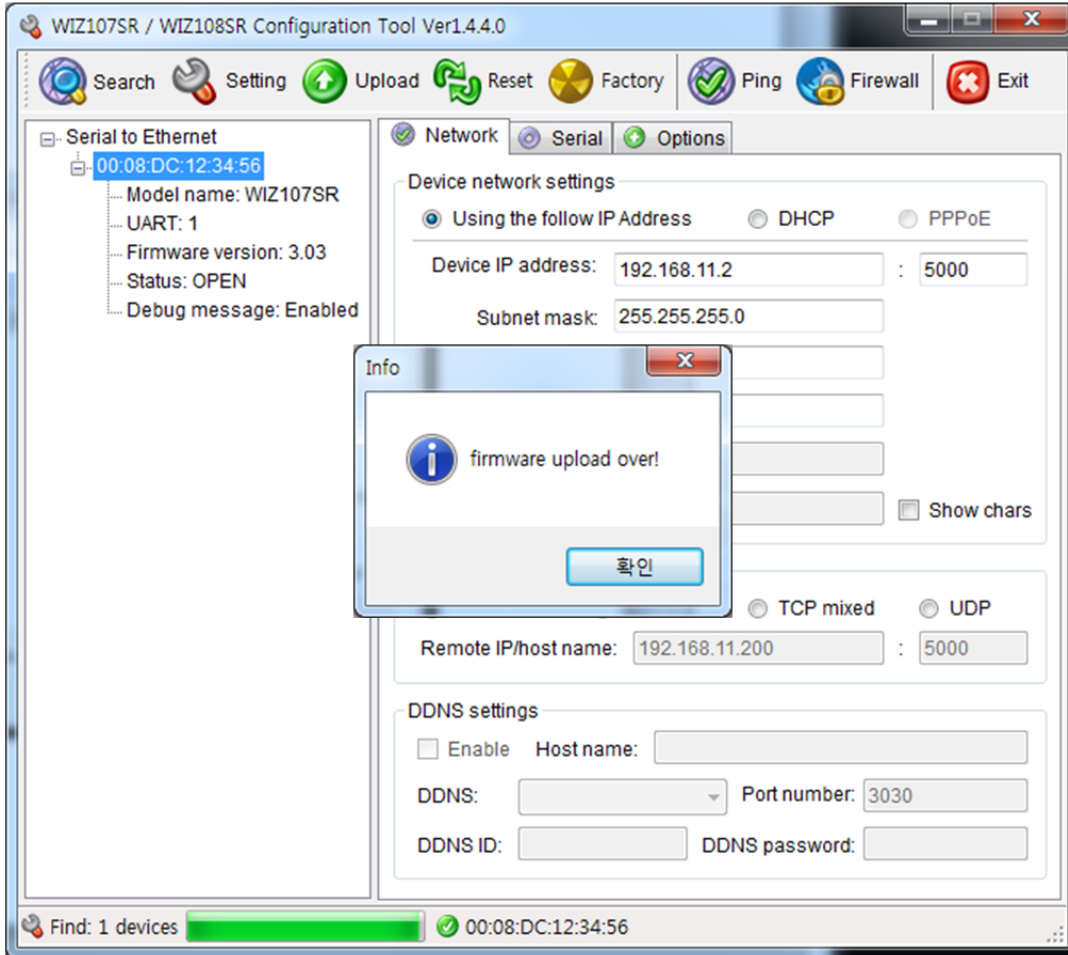 WIZ107SR / WIZ108SR Configuration Tool Ver1.4.4.0
Search Setting Upload Reset Factory Ping Firewall Exit
Serial to Ethernet
00:08:DC:12:34:56
Model name: WIZ107SR
UART: 1
Firmware version: 3.03
Status: OPEN
Debug message: Enabled
Network Serial Options
Device network settings
Using the follow IP Address DHCP PPPoE
Device IP address: 192.168.11.2 : 5000
Subnet mask: 255.255.255.0
Show chars
Info
firmware upload over!
확인
TCP mixed UDP
Remote IP/host name: 192.168.11.200 : 5000
DDNS settings
Enable Host name:
DDNS: Port number: 3030
DDNS ID: DDNS password:
Find: 1 devices 00:08:DC:12:34:56